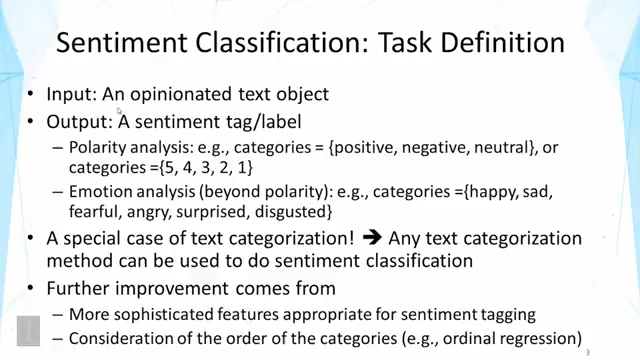 Sentiment Classification: Task Definition
• Input: An opinionated text object
• Output: A sentiment tag/label
– Polarity analysis: e.g., categories = {positive, negative, neutral}, or
categories ={5, 4, 3, 2, 1}
– Emotion analysis (beyond polarity): e.g., categories ={happy, sad,
fearful, angry, surprised, disgusted}
• A special case of text categorization! ➔ Any text categorization
method can be used to do sentiment classification
• Further improvement comes from
– More sophisticated features appropriate for sentiment tagging
– Consideration of the order of the categories (e.g., ordinal regression)
3